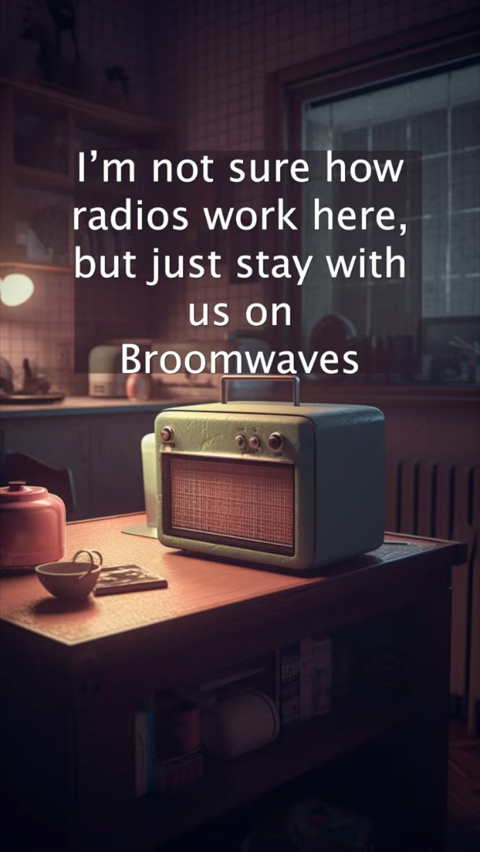 I'm not sure how
radios work here,
but just stay with
us on
Broomwaves